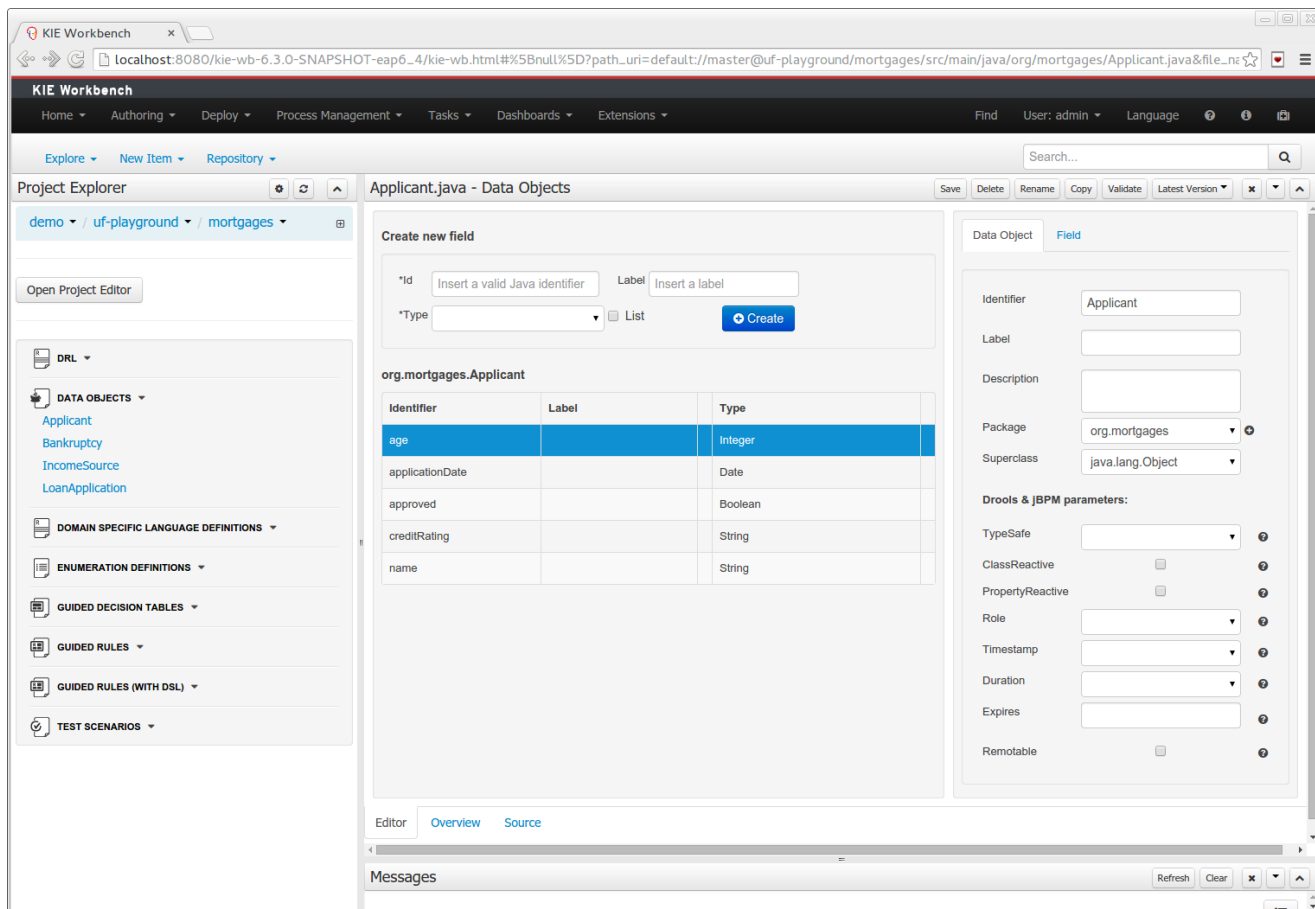 KIE Workbench
localhost:8080/kie-wb-6.3.0-SNAPSHOT-eap6_4/kie-wb.html#%5Bnull%5D?path_uri=default://master@uf-playground/mortgages/src/main/java/org/mortgages/Applicant.java&file_na
KIE Workbench
Home Authoring Deploy Process Management Tasks Dashboards Extensions Find User: admin Language
Explore New Item Repository Search...
Project Explorer
demo / uf-playground / mortgages
Open Project Editor
DRL
DATA OBJECTS
Applicant
Bankruptcy
IncomeSource
LoanApplication
DOMAIN SPECIFIC LANGUAGE DEFINITIONS
ENUMERATION DEFINITIONS
GUIDED DECISION TABLES
GUIDED RULES
GUIDED RULES (WITH DSL)
TEST SCENARIOS
Applicant.java - Data Objects Save Delete Rename Copy Validate Latest Version
Create new field
*Id Insert a valid Java identifier Label Insert a label
*Type List Create
org.mortgages.Applicant
Identifier Label Type
age Integer
applicationDate Date
approved Boolean
creditRating String
name String
Data Object Field
Identifier Applicant
Label
Description
Package org.mortgages
Superclass java.lang.Object
Drools & jBPM parameters:
TypeSafe
ClassReactive
PropertyReactive
Role
Timestamp
Duration
Expires
Remotable
Editor Overview Source
Messages Refresh Clear